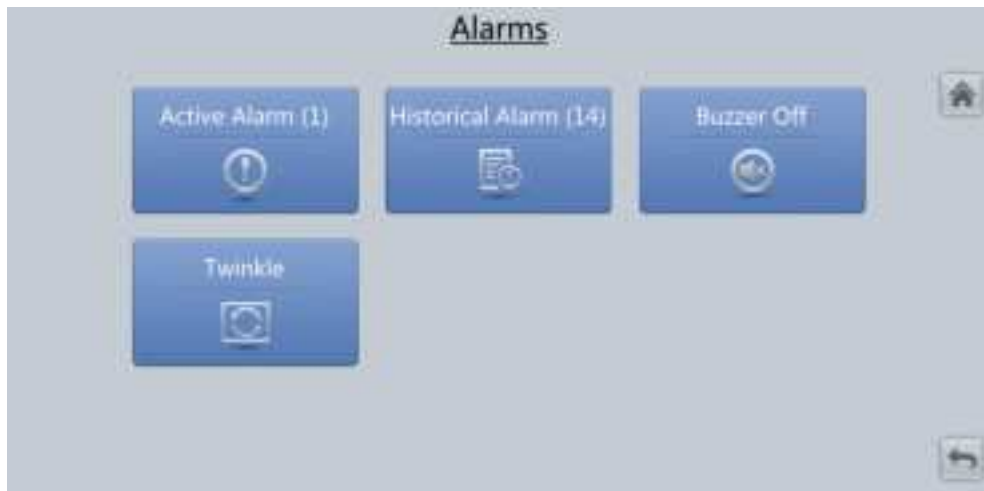 Alarms
Active Alarm (1)
Historical Alarm (14)
Buzzer Off
Twinkle